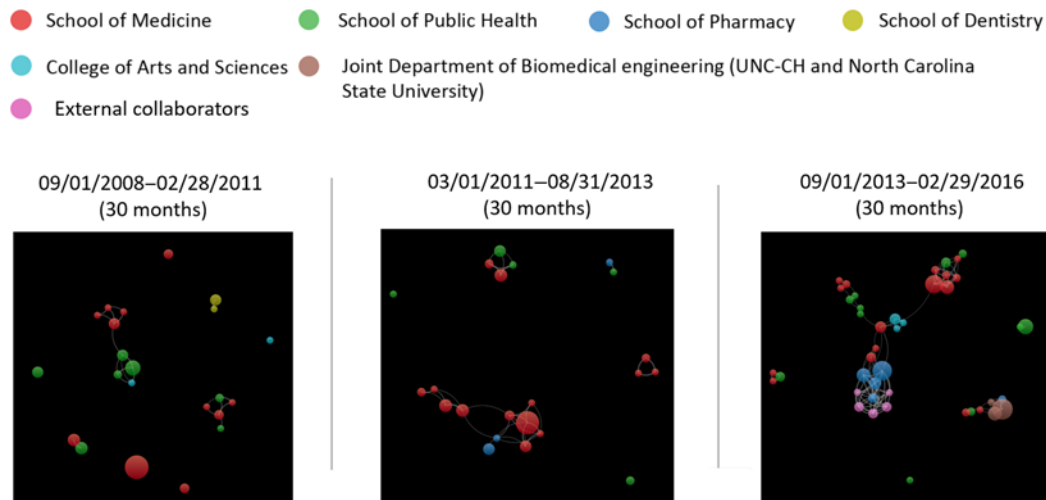 School of Medicine
School of Public Health
School of Pharmacy
School of Dentistry
College of Arts and Sciences
Joint Department of Biomedical engineering (UNC-CH and North Carolina
State University)
External collaborators
09/01/2008–02/28/2011
(30 months)
03/01/2011–08/31/2013
(30 months)
09/01/2013–02/29/2016
(30 months)